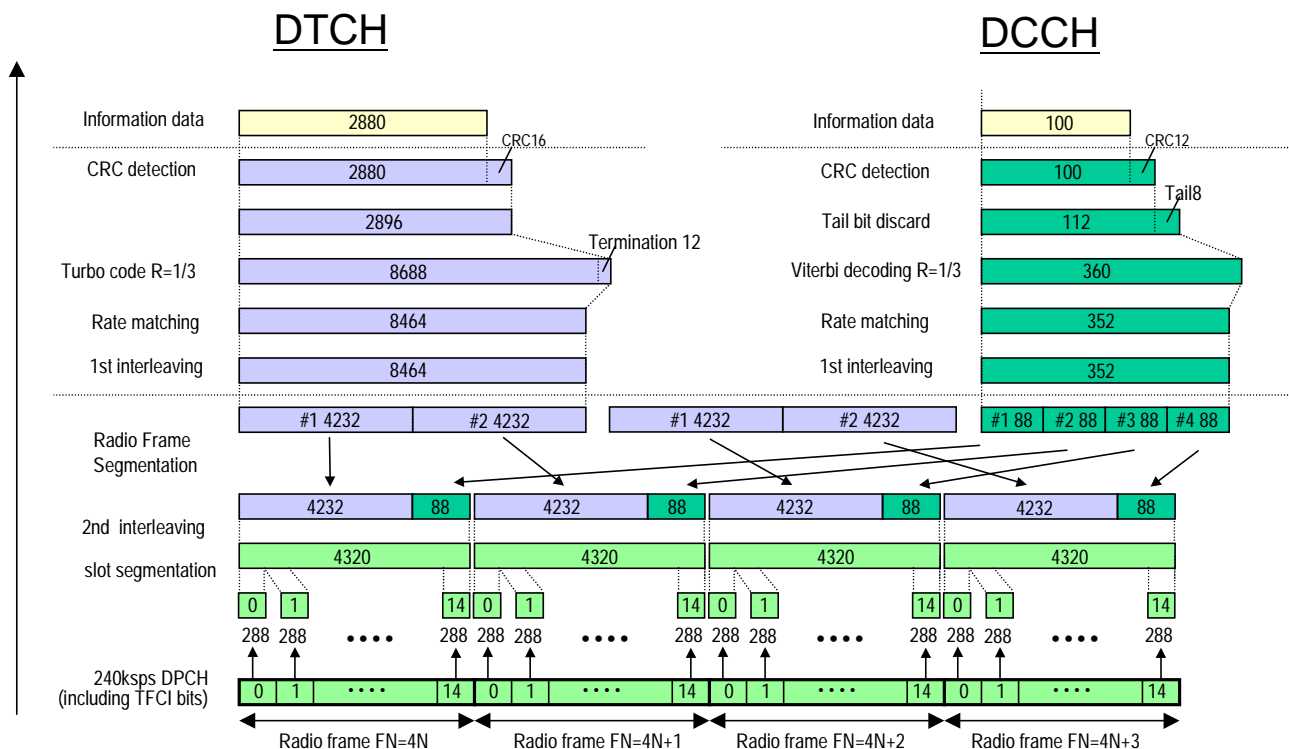 DTCH DCCH
Information data 2880 Information data 100
CRC16 CRC12
CRC detection 2880 CRC detection 100
Tail8
2896 Tail bit discard 112
Termination 12
Turbo code R=1/3 8688 Viterbi decoding R=1/3 360
Rate matching 8464 Rate matching 352
1st interleaving 8464 1st interleaving 352
#1 4232 #2 4232 #1 4232 #2 4232 #1 88 #2 88 #3 88 #4 88
Radio Frame
Segmentation
4232 88 4232 88 4232 88 4232 88
2nd interleaving
4320 4320 4320 4320
slot segmentation
0 1 14 0 1 14 0 1 14 0 1 14
288 288 •••• 288 288 288 •••• 288 288 288 •••• 288 288 288 •••• 288
240ksps DPCH
(including TFCI bits)
0 1 •••• 14 0 1 •••• 14 0 1 •••• 14 0 1 •••• 14
Radio frame FN=4N Radio frame FN=4N+1 Radio frame FN=4N+2 Radio frame FN=4N+3